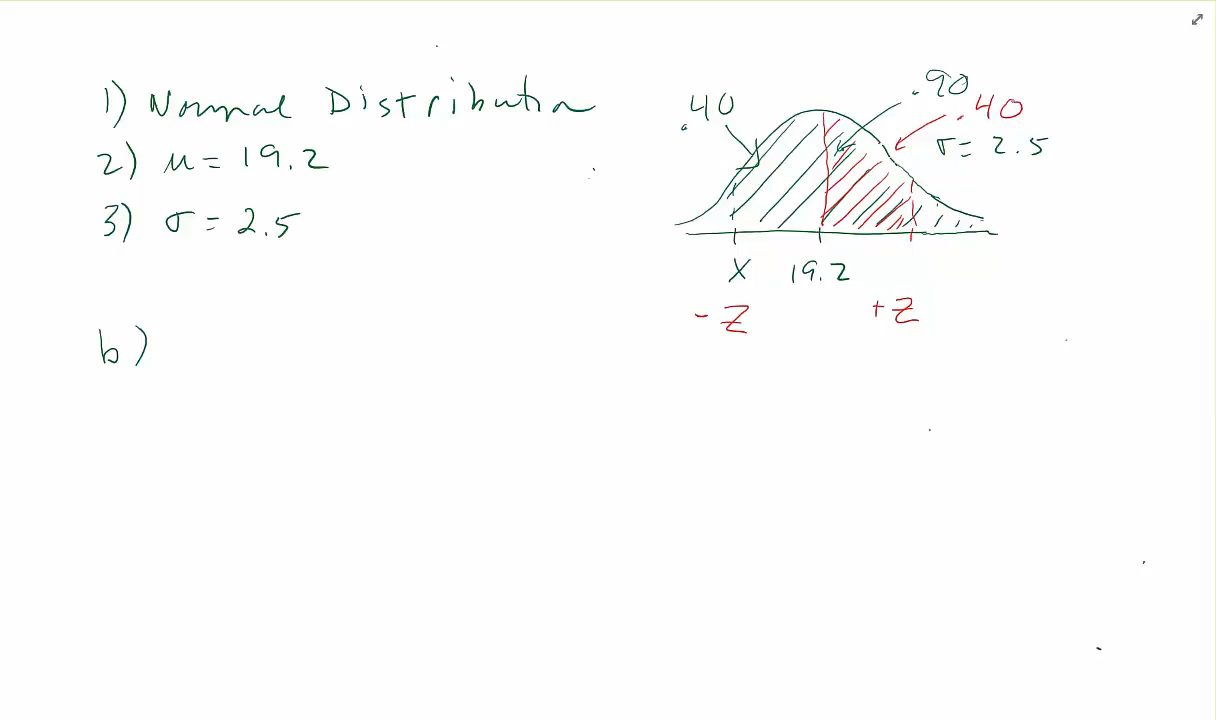 1) Normal Distribution
2) μ = 19.2
3) σ = 2.5
b)
.40
.90
.40
σ = 2.5
X 19.2
- Z + Z